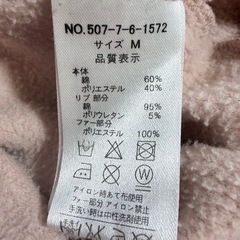 NO.507-7-6-1572
サイズ M
品質表示
本体
綿 60%
ポリエステル 40%
リブ部分
綿 95%
ポリウレタン 5%
ファー部分
ポリエステル 100%
アイロン時あて布使用
ファー部分 アイロン禁止
手洗い時は中性洗剤使用